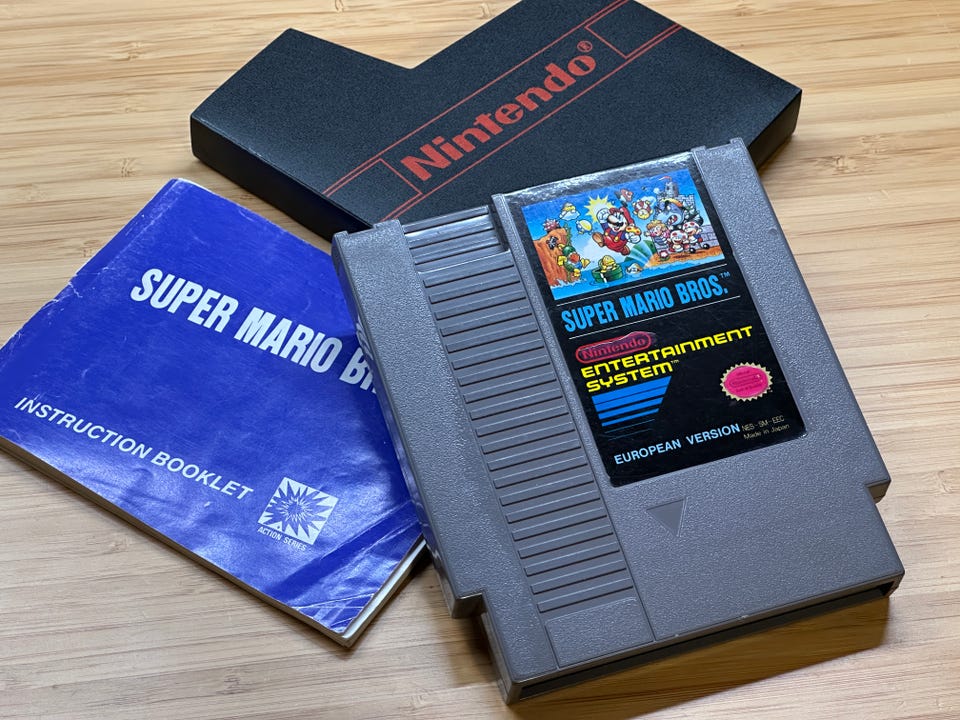 Nintendo®
SUPER MARIO BR
INSTRUCTION BOOKLET
ACTION SERIES
SUPER MARIO BROS.™
Nintendo
ENTERTAINMENT
SYSTEM™
EUROPEAN VERSION
NES-SM-EEC
Made in Japan